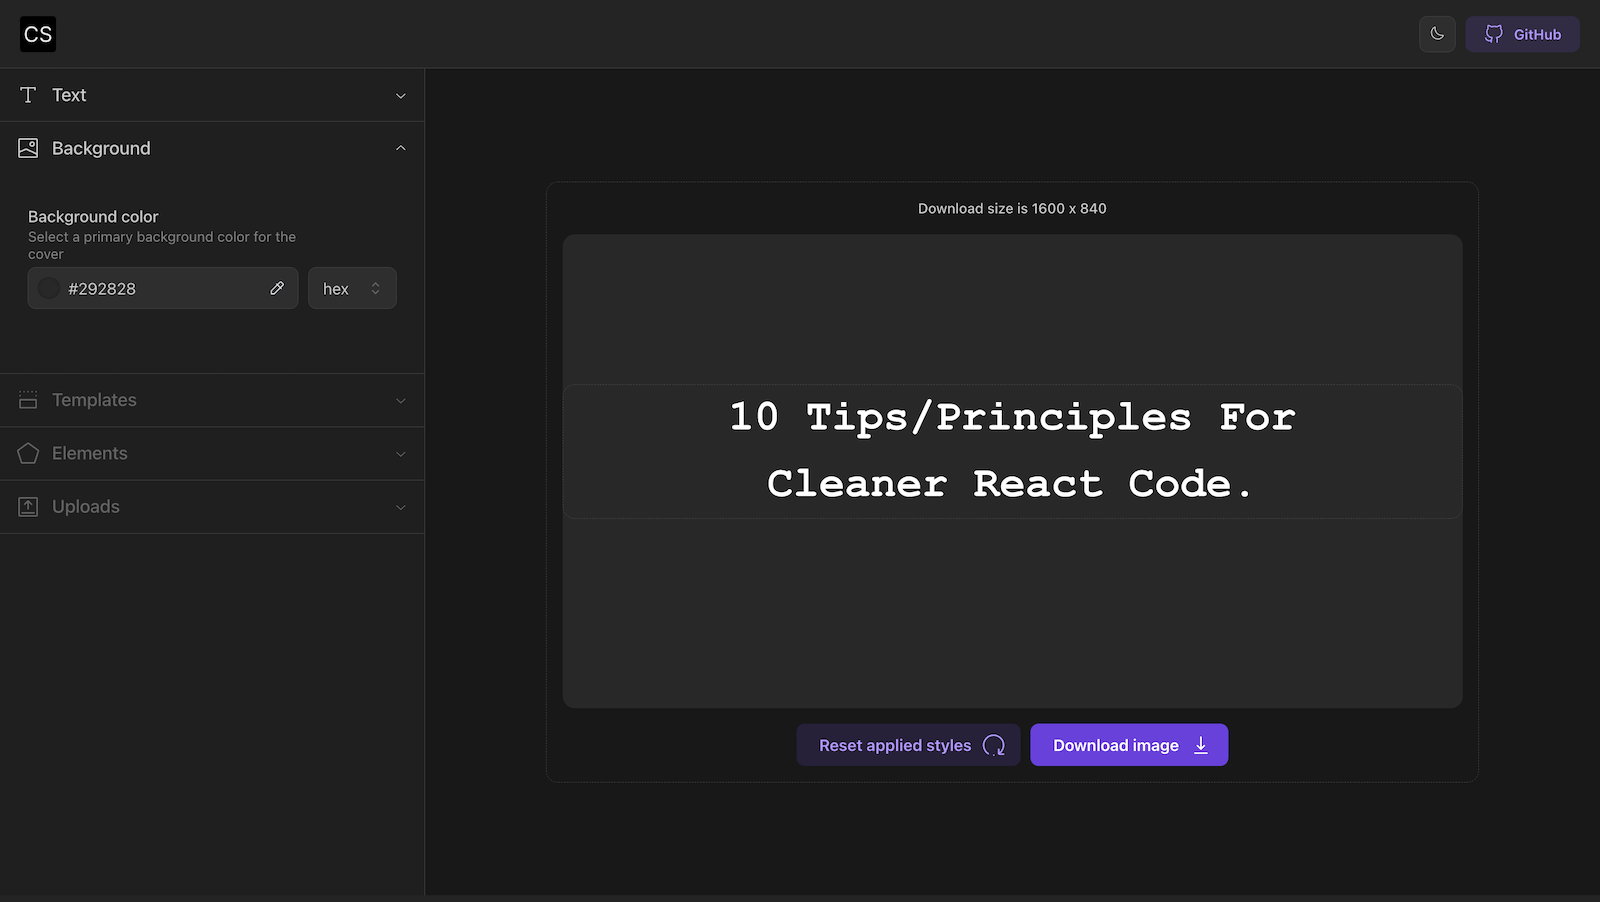 CS
GitHub
Text
Background
Background color
Select a primary background color for the
cover
#292828
hex
Templates
Elements
Uploads
Download size is 1600 x 840
10 Tips/Principles For
Cleaner React Code.
Reset applied styles
Download image